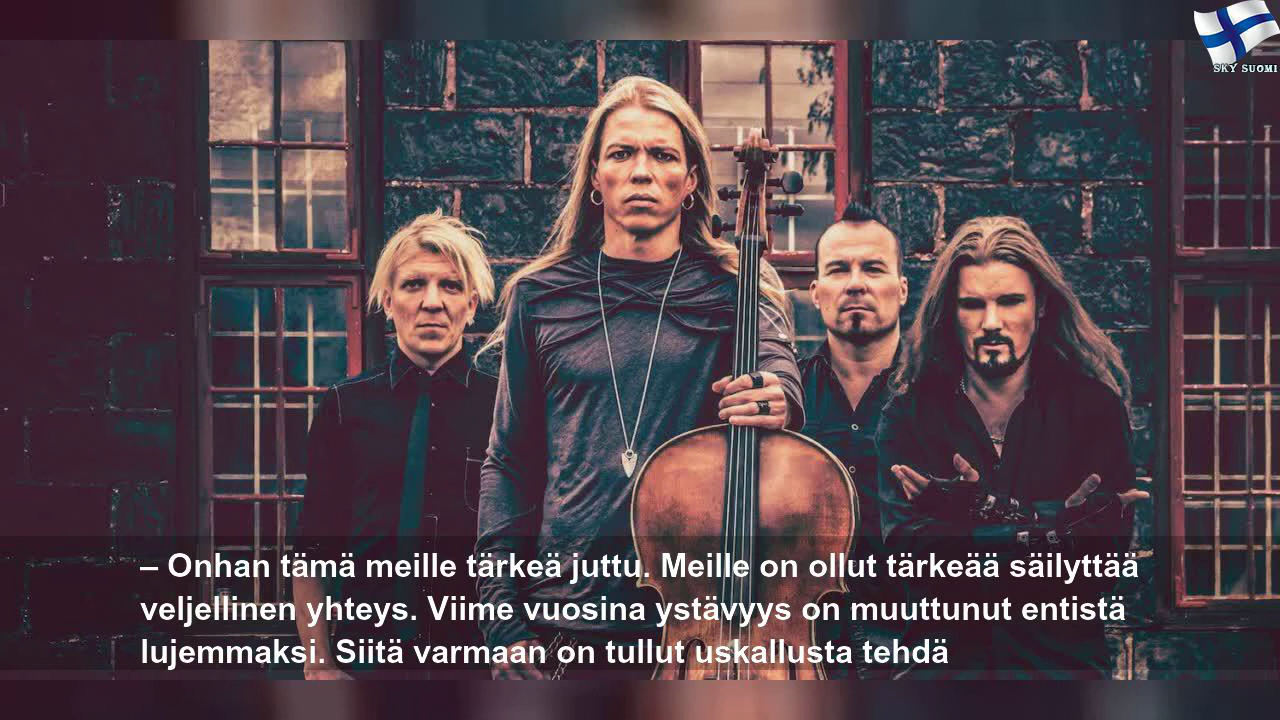 SKY SUOMI
– Onhan tämä meille tärkeä juttu. Meille on ollut tärkeää säilyttää
veljellinen yhteys. Viime vuosina ystävyys on muuttunut entistä
lujemmaksi. Siitä varmaan on tullut uskallusta tehdä